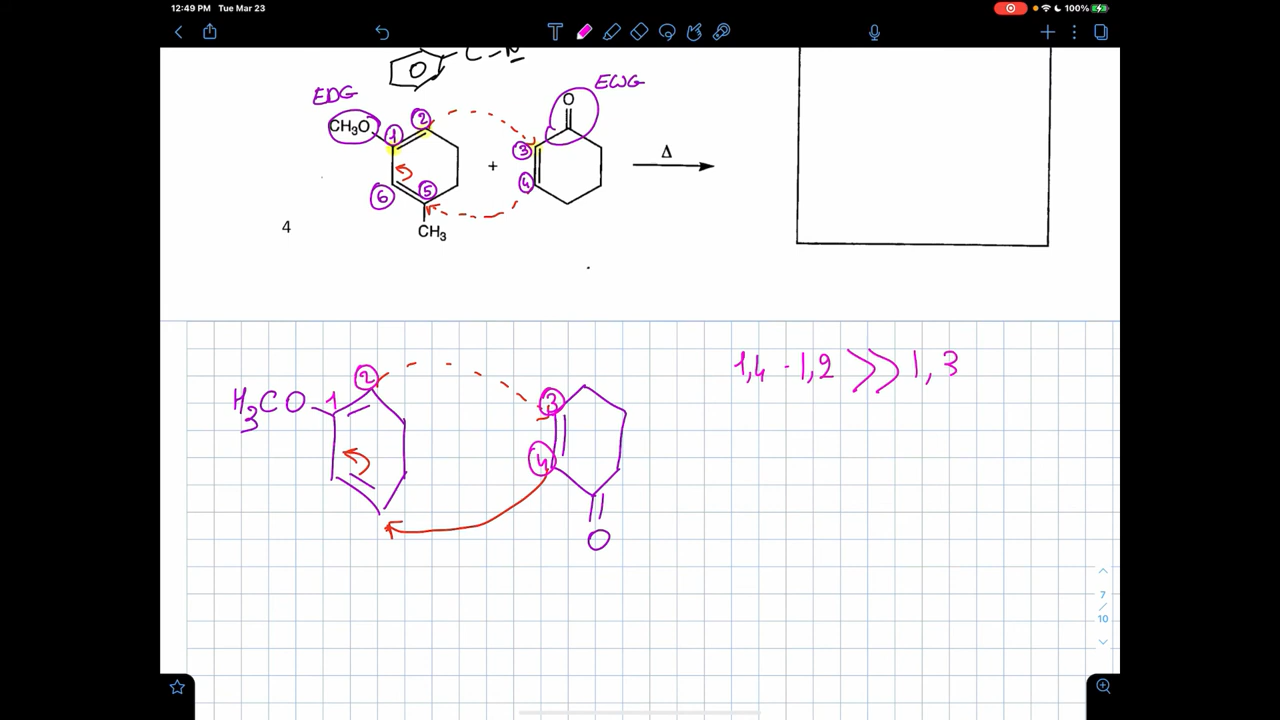 12:49 PM Tue Mar 23
100%
C - N
EDG
EWG
CH3O
1
2
O
3
+
Δ
4
6
5
CH3
4
H3CO
1
2
3
4
O
1,4 - 1,2 >> 1,3
7
/
10